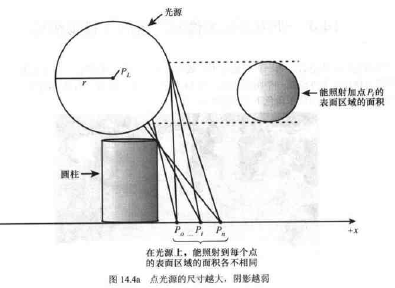 光源
P_L
r
能照射加点P_i的
表面区域的面积
圆柱
P_o ... P_i P_n
+x
在光源上，能照射到每个点
的表面区域的面积各不相同
图 14.4a 点光源的尺寸越大，阴影越弱